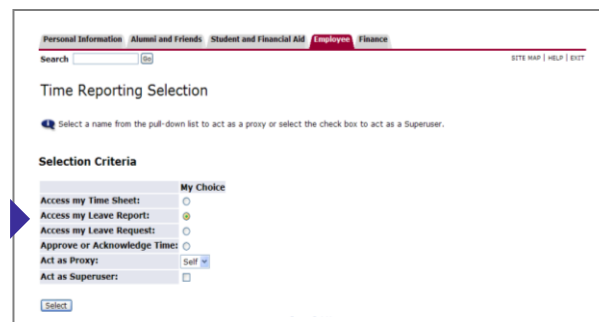 Personal Information Alumni and Friends Student and Financial Aid Employee Finance
Search Go SITE MAP | HELP | EXIT
Time Reporting Selection
Select a name from the pull-down list to act as a proxy or select the check box to act as a Superuser.
Selection Criteria
My Choice
Access my Time Sheet:
Access my Leave Report:
Access my Leave Request:
Approve or Acknowledge Time:
Act as Proxy: Self
Act as Superuser:
Select